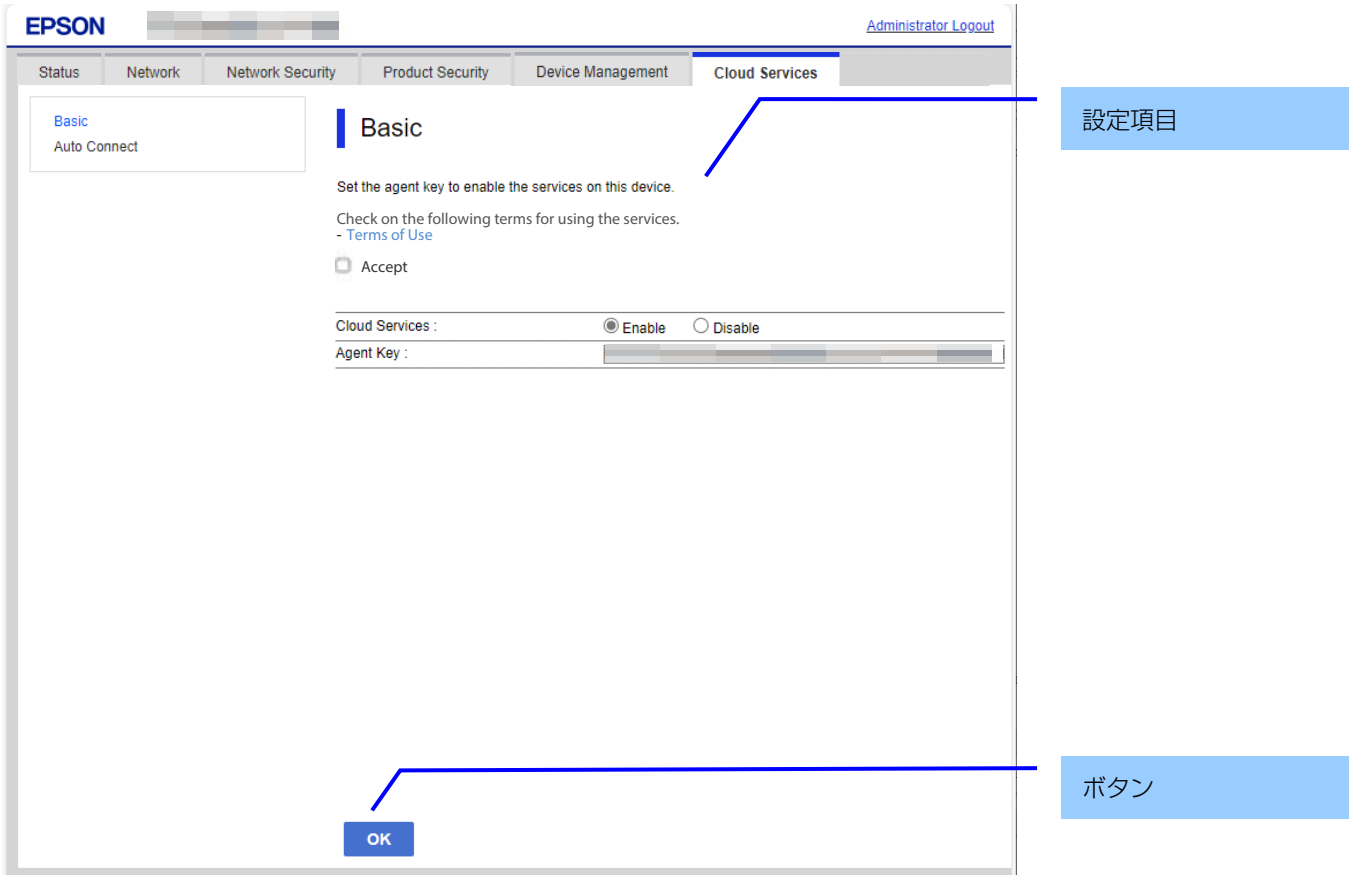 EPSON
Administrator Logout
Status Network Network Security Product Security Device Management Cloud Services
Basic
Auto Connect
Basic
設定項目
Set the agent key to enable the services on this device.
Check on the following terms for using the services.
- Terms of Use
Accept
Cloud Services : Enable Disable
Agent Key :
ボタン
OK